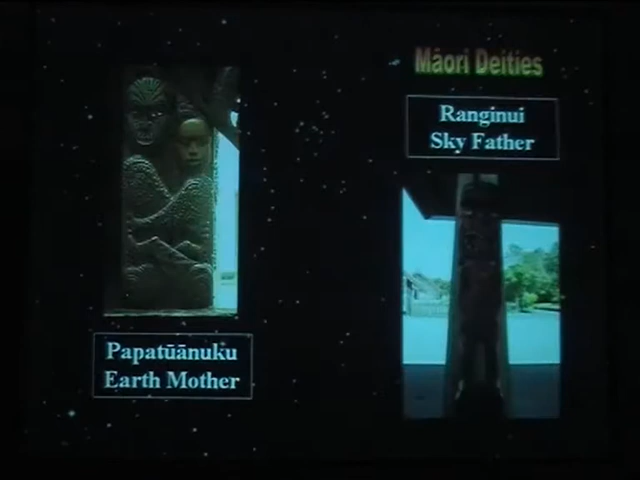 Māori Deities
Ranginui
Sky Father
Papatūānuku
Earth Mother